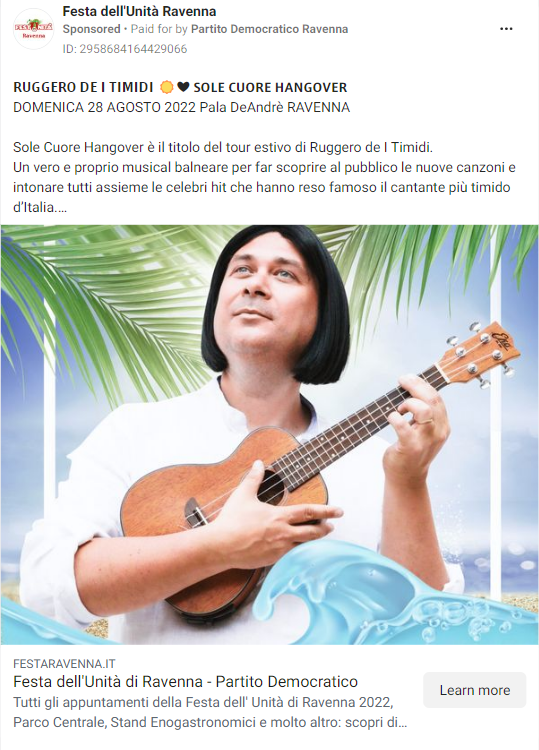 Festa dell'Unità Ravenna
Sponsored • Paid for by Partito Democratico Ravenna
ID: 2958684164429066
RUGGERO DE I TIMIDI 🌞🖤 SOLE CUORE HANGOVER
DOMENICA 28 AGOSTO 2022 Pala DeAndrè RAVENNA
Sole Cuore Hangover è il titolo del tour estivo di Ruggero de I Timidi.
Un vero e proprio musical balneare per far scoprire al pubblico le nuove canzoni e
intonare tutti assieme le celebri hit che hanno reso famoso il cantante più timido
d'Italia....
FESTARAVENNA.IT
Festa dell'Unità di Ravenna - Partito Democratico
Tutti gli appuntamenti della Festa dell' Unità di Ravenna 2022,
Parco Centrale, Stand Enogastronomici e molto altro: scopri di...
Learn more